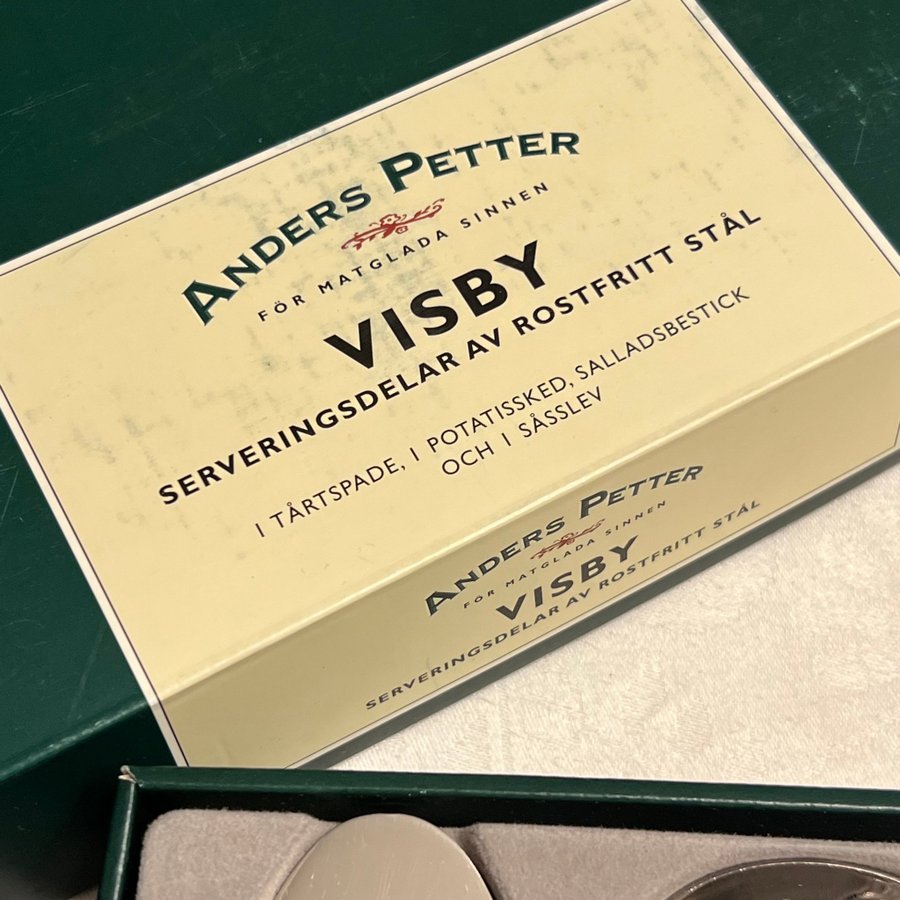 ANDERS PETTER
FÖR MATGLADA SINNEN
VISBY
SERVERINGSDELAR AV ROSTFRITT STÅL
1 TÅRTSPADE, 1 POTATISSKED, SALLADSBESTICK
OCH 1 SÅSSLEV
ANDERS PETTER
FÖR MATGLADA SINNEN
VISBY
SERVERINGSDELAR AV ROSTFRITT STÅL